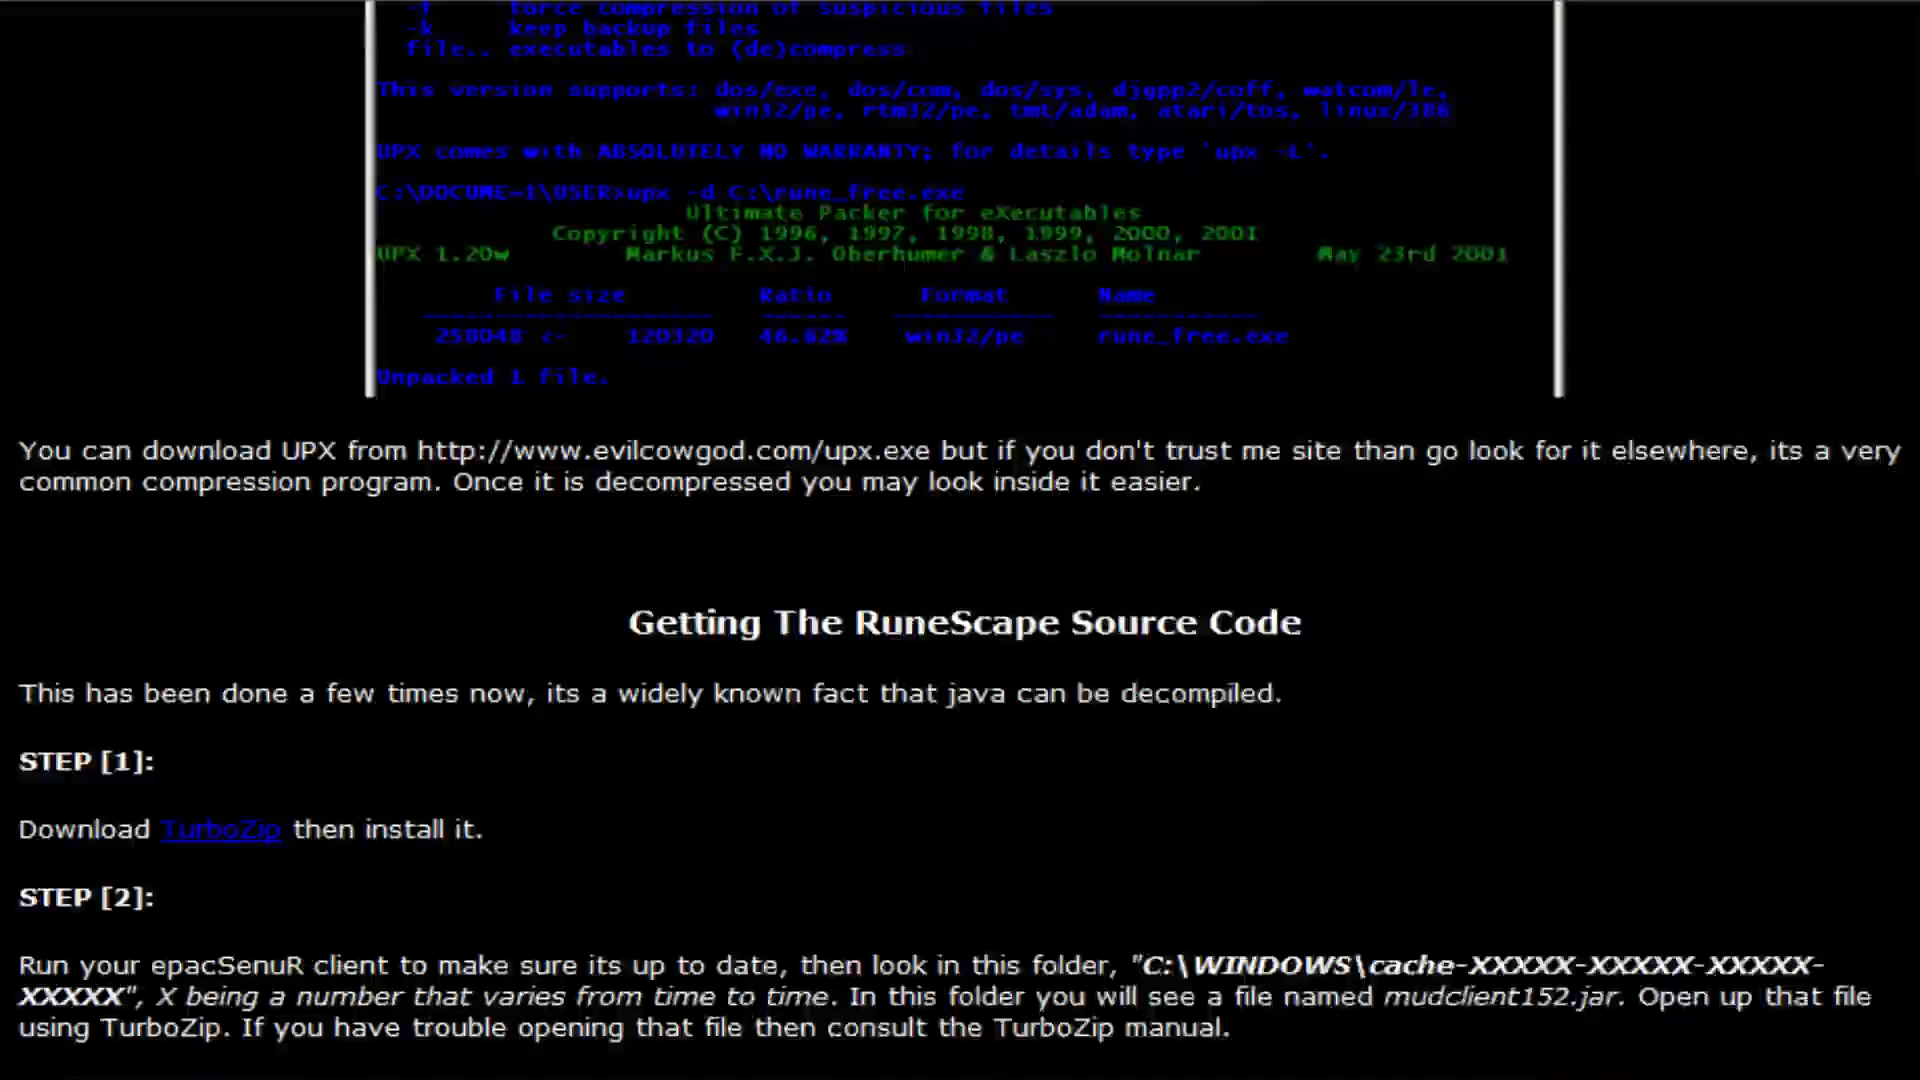 -f force compression of suspicious files
-k keep backup files
file.. executables to (de)compress
This version supports: dos/exe, dos/com, dos/sys, djgpp2/coff, watcom/le,
win32/pe, rtm32/pe, tmt/adam, atari/tos, linux/386
UPX comes with ABSOLUTELY NO WARRANTY; for details type 'upx -L'.
C:\DOCUME~1\USER>upx -d C:\rune_free.exe
Ultimate Packer for eXecutables
Copyright (C) 1996, 1997, 1998, 1999, 2000, 2001
UPX 1.20w Markus F.X.J. Oberhumer & Laszlo Molnar May 23rd 2001
File size Ratio Format Name
258048 <- 120320 46.62% win32/pe rune_free.exe
Unpacked 1 file.
You can download UPX from http://www.evilcowgod.com/upx.exe but if you don't trust me site than go look for it elsewhere, its a very
common compression program. Once it is decompressed you may look inside it easier.
Getting The RuneScape Source Code
This has been done a few times now, its a widely known fact that java can be decompiled.
STEP [1]:
Download TurboZip then install it.
STEP [2]:
Run your epacSenuR client to make sure its up to date, then look in this folder, "C:\WINDOWS\cache-XXXXX-XXXXX-XXXXX-
XXXXX", X being a number that varies from time to time. In this folder you will see a file named mudclient152.jar. Open up that file
using TurboZip. If you have trouble opening that file then consult the TurboZip manual.